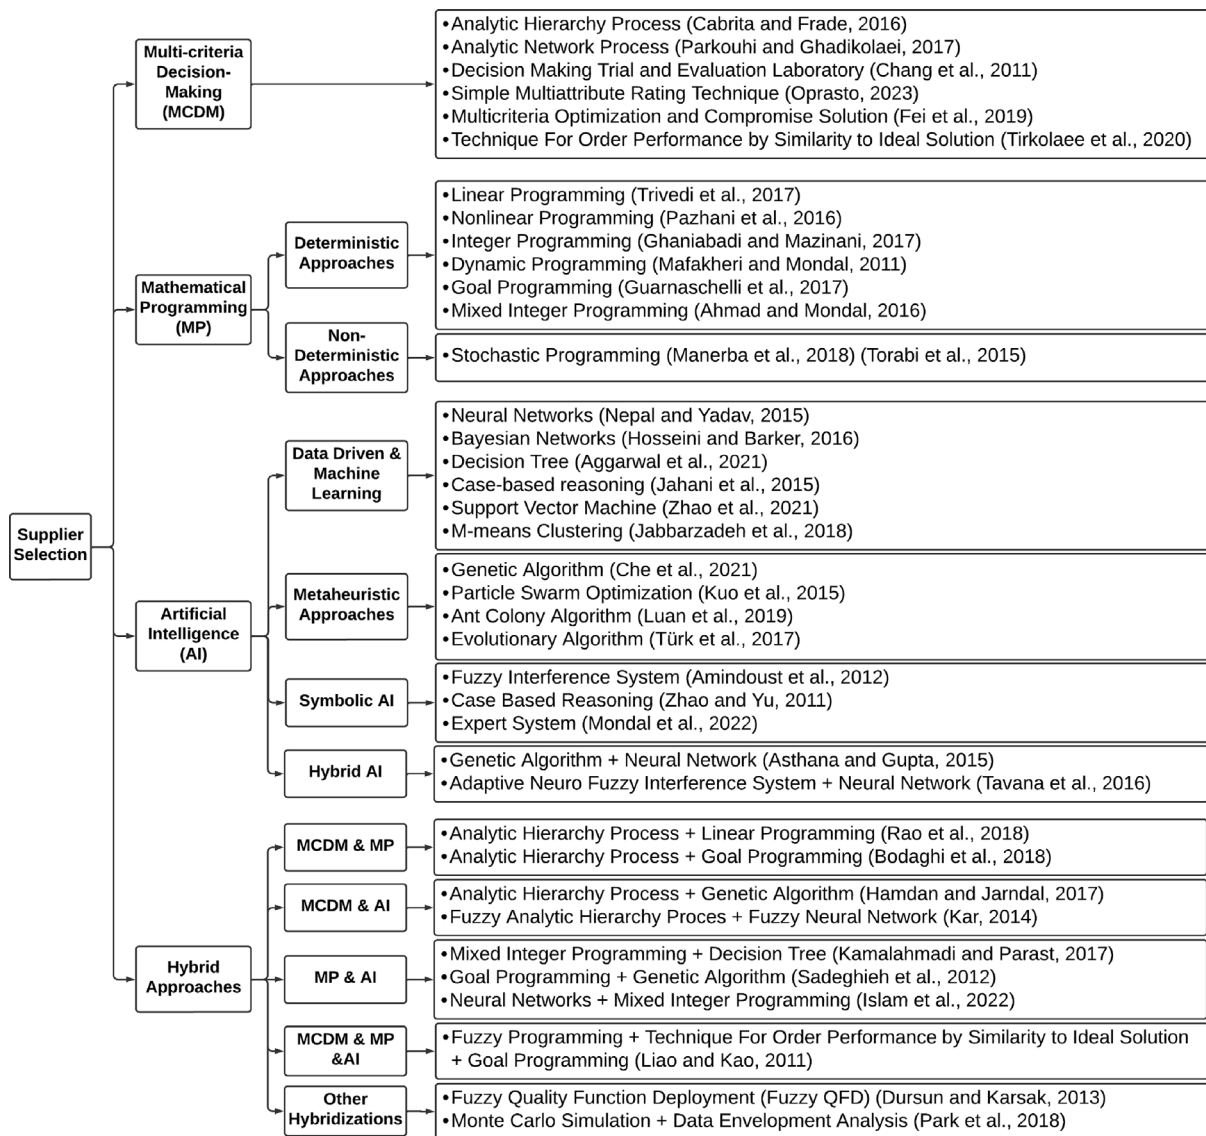 Supplier
Selection
Multi-criteria
Decision-
Making
(MCDM)
•Analytic Hierarchy Process (Cabrita and Frade, 2016)
•Analytic Network Process (Parkouhi and Ghadikolaei, 2017)
•Decision Making Trial and Evaluation Laboratory (Chang et al., 2011)
•Simple Multiattribute Rating Technique (Oprasto, 2023)
•Multicriteria Optimization and Compromise Solution (Fei et al., 2019)
•Technique For Order Performance by Similarity to Ideal Solution (Tirkolaee et al., 2020)
Mathematical
Programming
(MP)
Deterministic
Approaches
•Linear Programming (Trivedi et al., 2017)
•Nonlinear Programming (Pazhani et al., 2016)
•Integer Programming (Ghaniabadi and Mazinani, 2017)
•Dynamic Programming (Mafakheri and Mondal, 2011)
•Goal Programming (Guarnaschelli et al., 2017)
•Mixed Integer Programming (Ahmad and Mondal, 2016)
Non-
Deterministic
Approaches
•Stochastic Programming (Manerba et al., 2018) (Torabi et al., 2015)
Artificial
Intelligence
(AI)
Data Driven &
Machine
Learning
•Neural Networks (Nepal and Yadav, 2015)
•Bayesian Networks (Hosseini and Barker, 2016)
•Decision Tree (Aggarwal et al., 2021)
•Case-based reasoning (Jahani et al., 2015)
•Support Vector Machine (Zhao et al., 2021)
•M-means Clustering (Jabbarzadeh et al., 2018)
Metaheuristic
Approaches
•Genetic Algorithm (Che et al., 2021)
•Particle Swarm Optimization (Kuo et al., 2015)
•Ant Colony Algorithm (Luan et al., 2019)
•Evolutionary Algorithm (Türk et al., 2017)
Symbolic AI
•Fuzzy Interference System (Amindoust et al., 2012)
•Case Based Reasoning (Zhao and Yu, 2011)
•Expert System (Mondal et al., 2022)
Hybrid AI
•Genetic Algorithm + Neural Network (Asthana and Gupta, 2015)
•Adaptive Neuro Fuzzy Interference System + Neural Network (Tavana et al., 2016)
Hybrid
Approaches
MCDM & MP
•Analytic Hierarchy Process + Linear Programming (Rao et al., 2018)
•Analytic Hierarchy Process + Goal Programming (Bodaghi et al., 2018)
MCDM & AI
•Analytic Hierarchy Process + Genetic Algorithm (Hamdan and Jarndal, 2017)
•Fuzzy Analytic Hierarchy Proces + Fuzzy Neural Network (Kar, 2014)
MP & AI
•Mixed Integer Programming + Decision Tree (Kamalahmadi and Parast, 2017)
•Goal Programming + Genetic Algorithm (Sadeghieh et al., 2012)
•Neural Networks + Mixed Integer Programming (Islam et al., 2022)
MCDM & MP
&AI
•Fuzzy Programming + Technique For Order Performance by Similarity to Ideal Solution
+ Goal Programming (Liao and Kao, 2011)
Other
Hybridizations
•Fuzzy Quality Function Deployment (Fuzzy QFD) (Dursun and Karsak, 2013)
•Monte Carlo Simulation + Data Envelopment Analysis (Park et al., 2018)